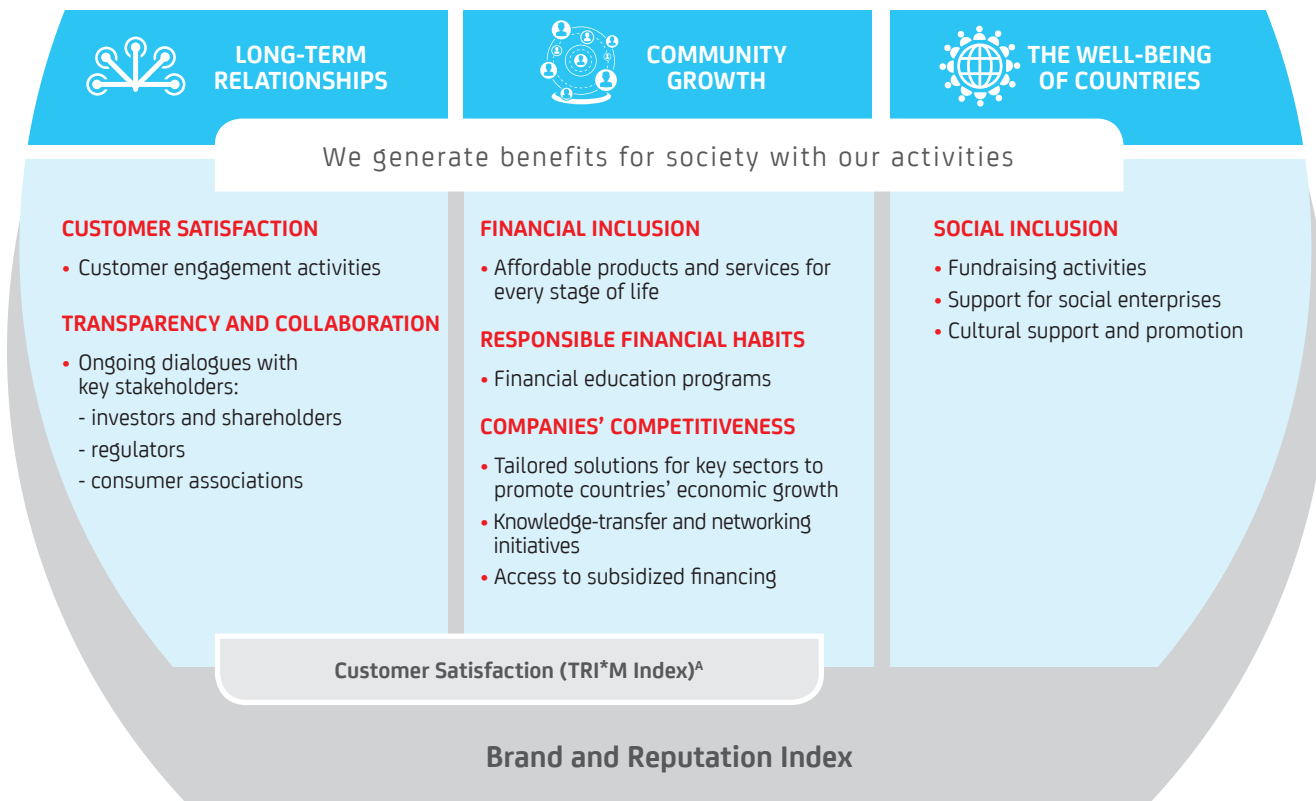 LONG-TERM
RELATIONSHIPS
COMMUNITY
GROWTH
THE WELL-BEING
OF COUNTRIES
We generate benefits for society with our activities
CUSTOMER SATISFACTION
• Customer engagement activities
TRANSPARENCY AND COLLABORATION
• Ongoing dialogues with
key stakeholders:
- investors and shareholders
- regulators
- consumer associations
FINANCIAL INCLUSION
• Affordable products and services for
every stage of life
RESPONSIBLE FINANCIAL HABITS
• Financial education programs
COMPANIES’ COMPETITIVENESS
• Tailored solutions for key sectors to
promote countries’ economic growth
• Knowledge-transfer and networking
initiatives
• Access to subsidized financing
SOCIAL INCLUSION
• Fundraising activities
• Support for social enterprises
• Cultural support and promotion
Customer Satisfaction (TRI*M Index)ᴬ
Brand and Reputation Index